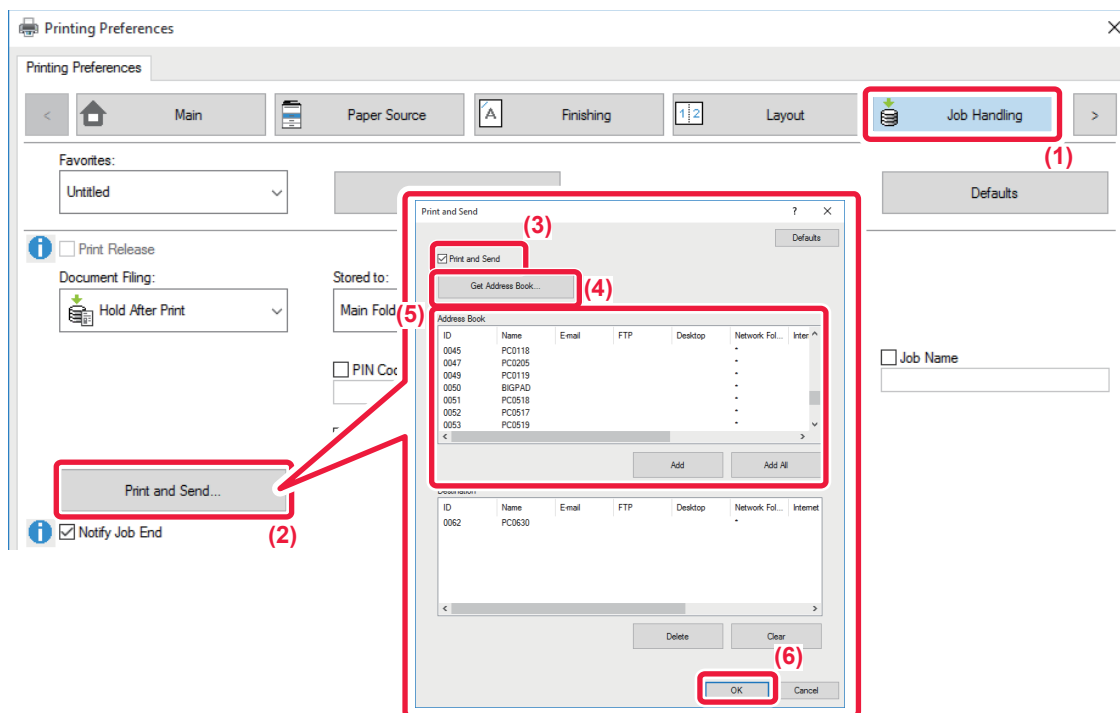 Printing Preferences
Printing Preferences
<
Main
Paper Source
A
Finishing
1 2
Layout
Job Handling
>
(1)
Favorites:
Untitled
Defaults
Print and Send
?
(3)
Defaults
Print and Send
Get Address Book...
(4)
Print Release
Document Filing:
Stored to:
Hold After Print
Main Fold
(5)
Address Book
ID Name E-mail FTP Desktop Network Fol... Inter
0045 PC0118 *
0047 PC0205 *
0049 PC0119 *
0050 BIGPAD *
0051 PC0518 *
0052 PC0517 *
0053 PC0519 *
PIN Co
Job Name
Add
Add All
Print and Send...
(2)
Notify Job End
Destination
ID Name E-mail FTP Desktop Network Fol... Internet
0062 PC0630 *
Delete
Clear
(6)
OK
Cancel